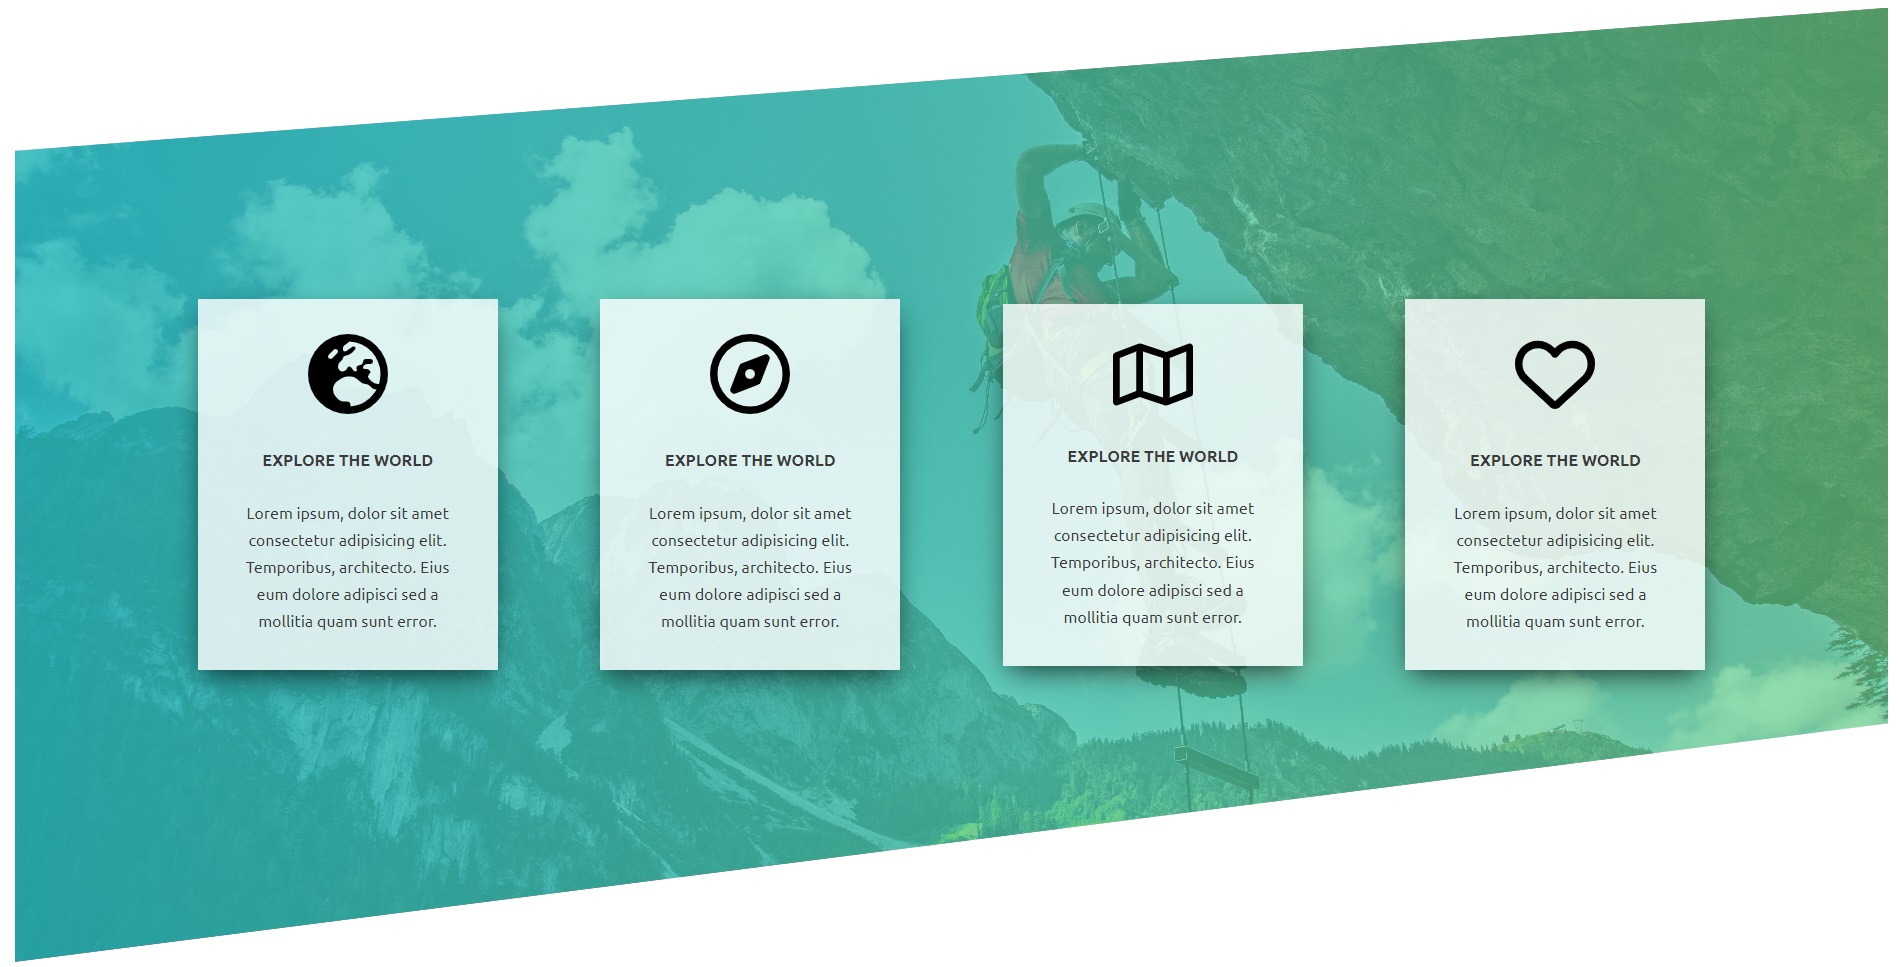 EXPLORE THE WORLD
Lorem ipsum, dolor sit amet
consectetur adipisicing elit.
Temporibus, architecto. Eius
eum dolore adipisci sed a
mollitia quam sunt error.
EXPLORE THE WORLD
Lorem ipsum, dolor sit amet
consectetur adipisicing elit.
Temporibus, architecto. Eius
eum dolore adipisci sed a
mollitia quam sunt error.
EXPLORE THE WORLD
Lorem ipsum, dolor sit amet
consectetur adipisicing elit.
Temporibus, architecto. Eius
eum dolore adipisci sed a
mollitia quam sunt error.
EXPLORE THE WORLD
Lorem ipsum, dolor sit amet
consectetur adipisicing elit.
Temporibus, architecto. Eius
eum dolore adipisci sed a
mollitia quam sunt error.